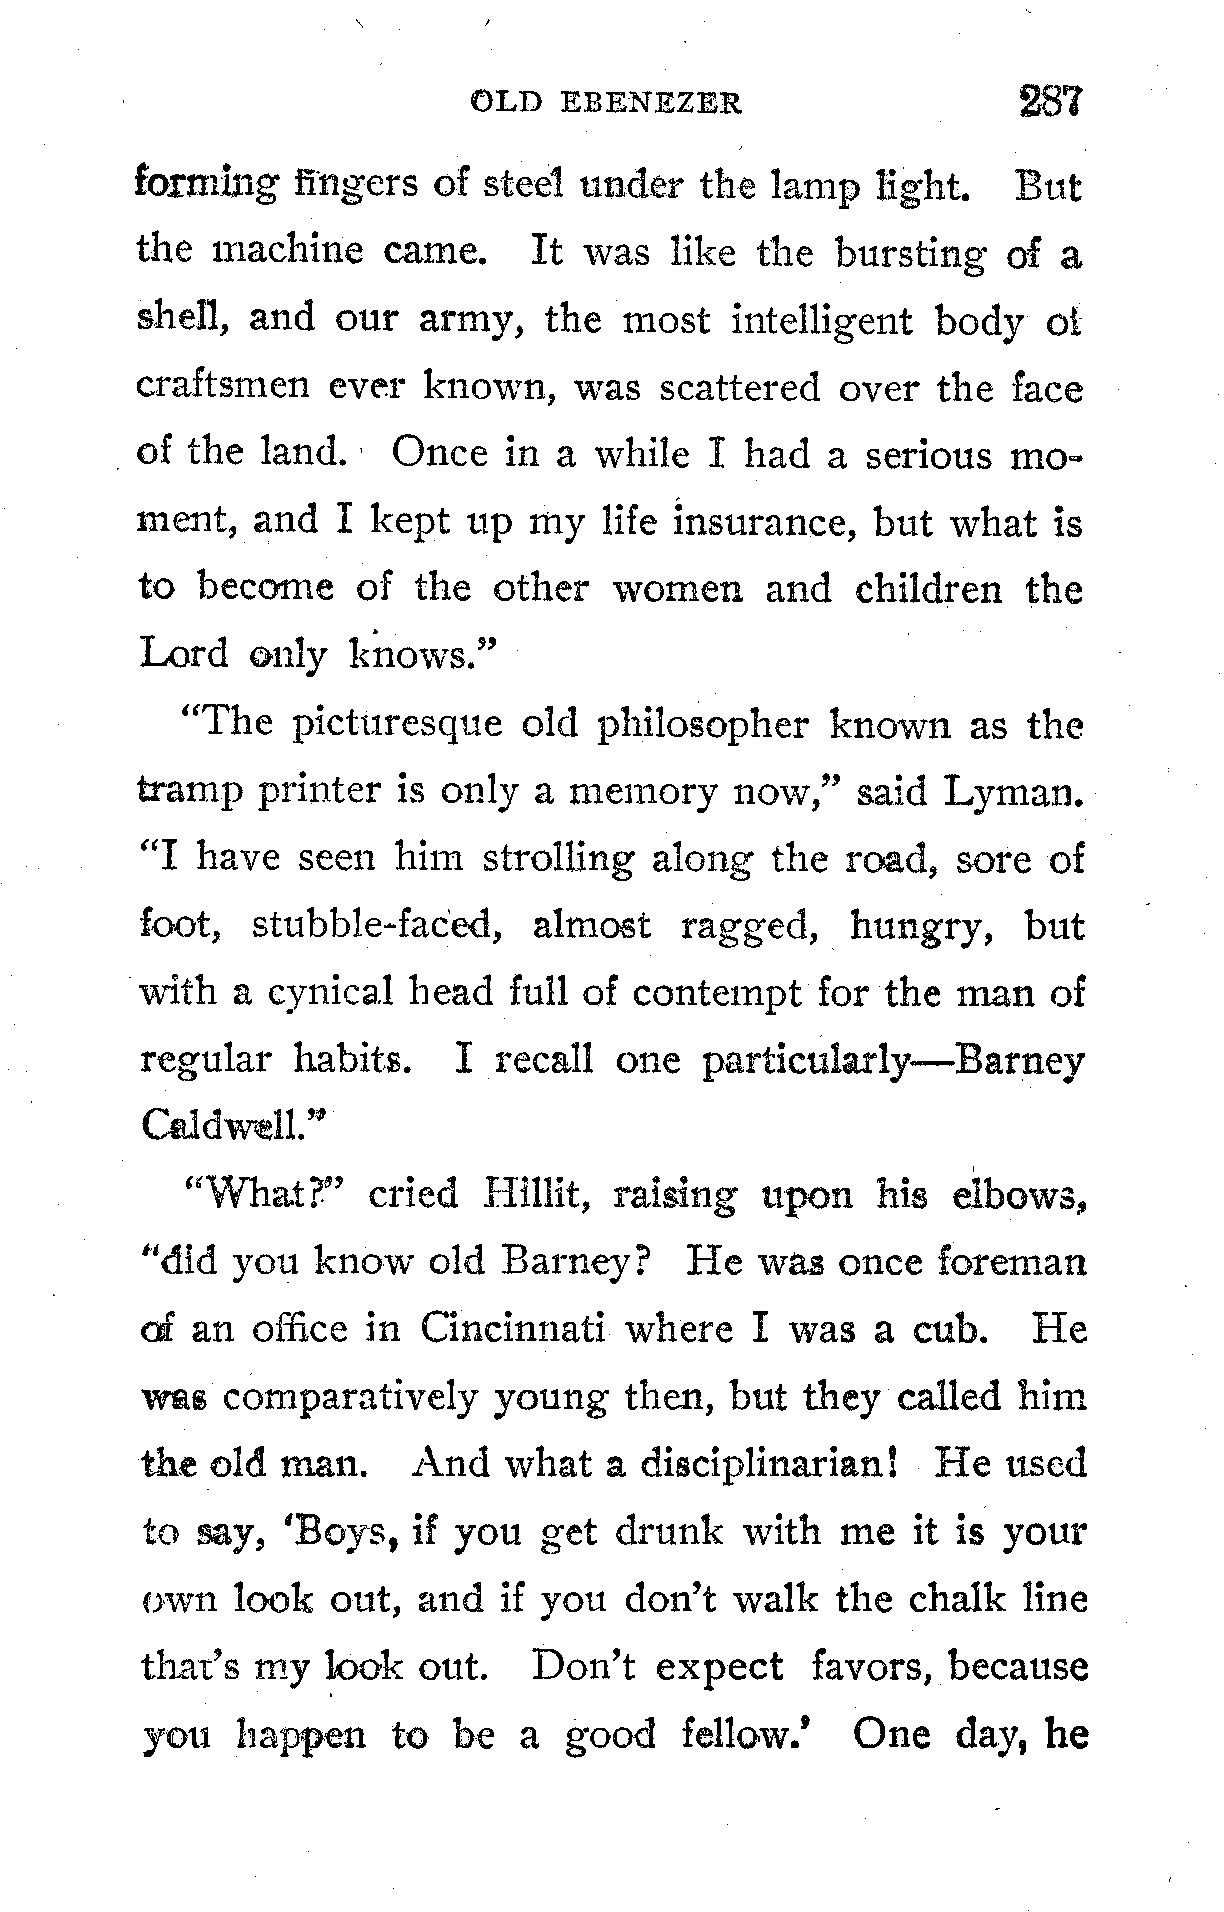 OLD EBENEZER 287
forming fingers of steel under the lamp light. But
the machine came. It was like the bursting of a
shell, and our army, the most intelligent body of
craftsmen ever known, was scattered over the face
of the land. Once in a while I had a serious mo-
ment, and I kept up my life insurance, but what is
to become of the other women and children the
Lord only knows.”
“The picturesque old philosopher known as the
tramp printer is only a memory now,” said Lyman.
“I have seen him strolling along the road, sore of
foot, stubble-faced, almost ragged, hungry, but
with a cynical head full of contempt for the man of
regular habits. I recall one particularly—Barney
Caldwell.”
“What?” cried Hillit, raising upon his elbows,
“did you know old Barney? He was once foreman
of an office in Cincinnati where I was a cub. He
was comparatively young then, but they called him
the old man. And what a disciplinarian! He used
to say, ‘Boys, if you get drunk with me it is your
own look out, and if you don’t walk the chalk line
that’s my look out. Don’t expect favors, because
you happen to be a good fellow.’ One day, he